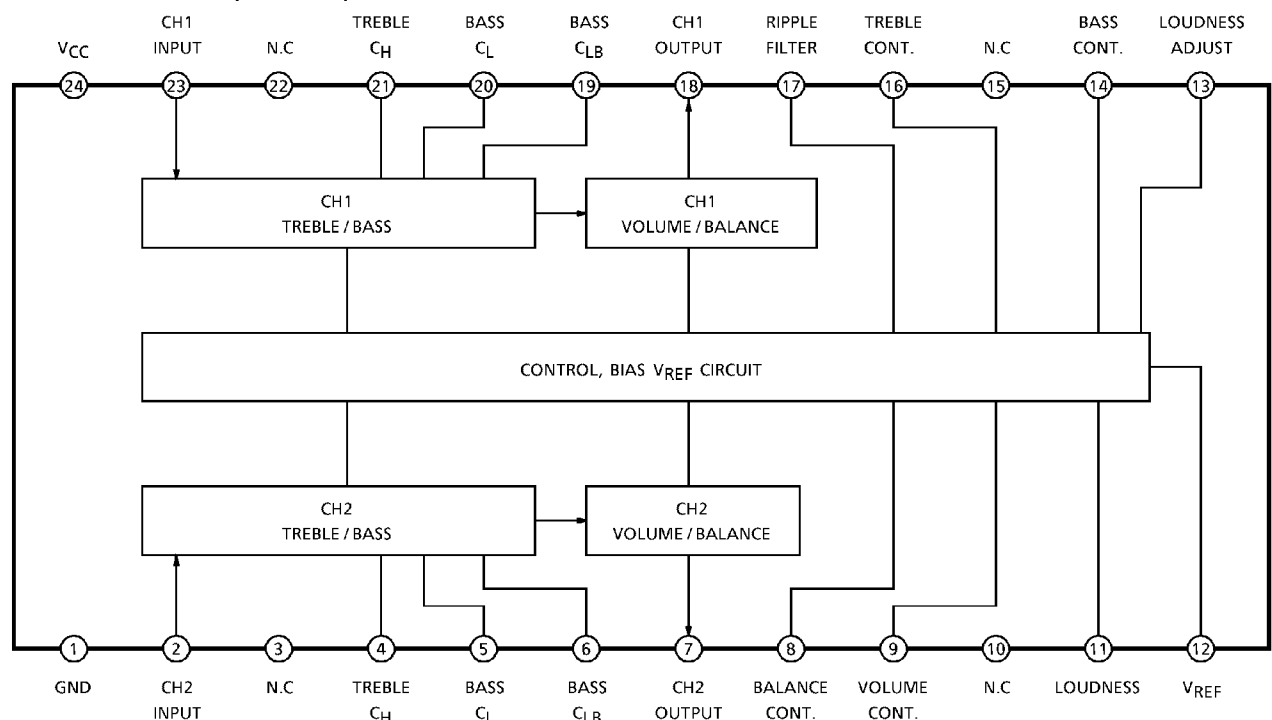 CH1 TREBLE BASS BASS CH1 RIPPLE TREBLE BASS LOUDNESS
VCC INPUT N.C CH CL CLB OUTPUT FILTER CONT. N.C CONT. ADJUST
24 23 22 21 20 19 18 17 16 15 14 13
CH1 CH1
TREBLE / BASS VOLUME / BALANCE
CONTROL, BIAS VREF CIRCUIT
CH2 CH2
TREBLE / BASS VOLUME / BALANCE
1 2 3 4 5 6 7 8 9 10 11 12
GND CH2 N.C TREBLE BASS BASS CH2 BALANCE VOLUME N.C LOUDNESS VREF
INPUT CH CL CLB OUTPUT CONT. CONT.